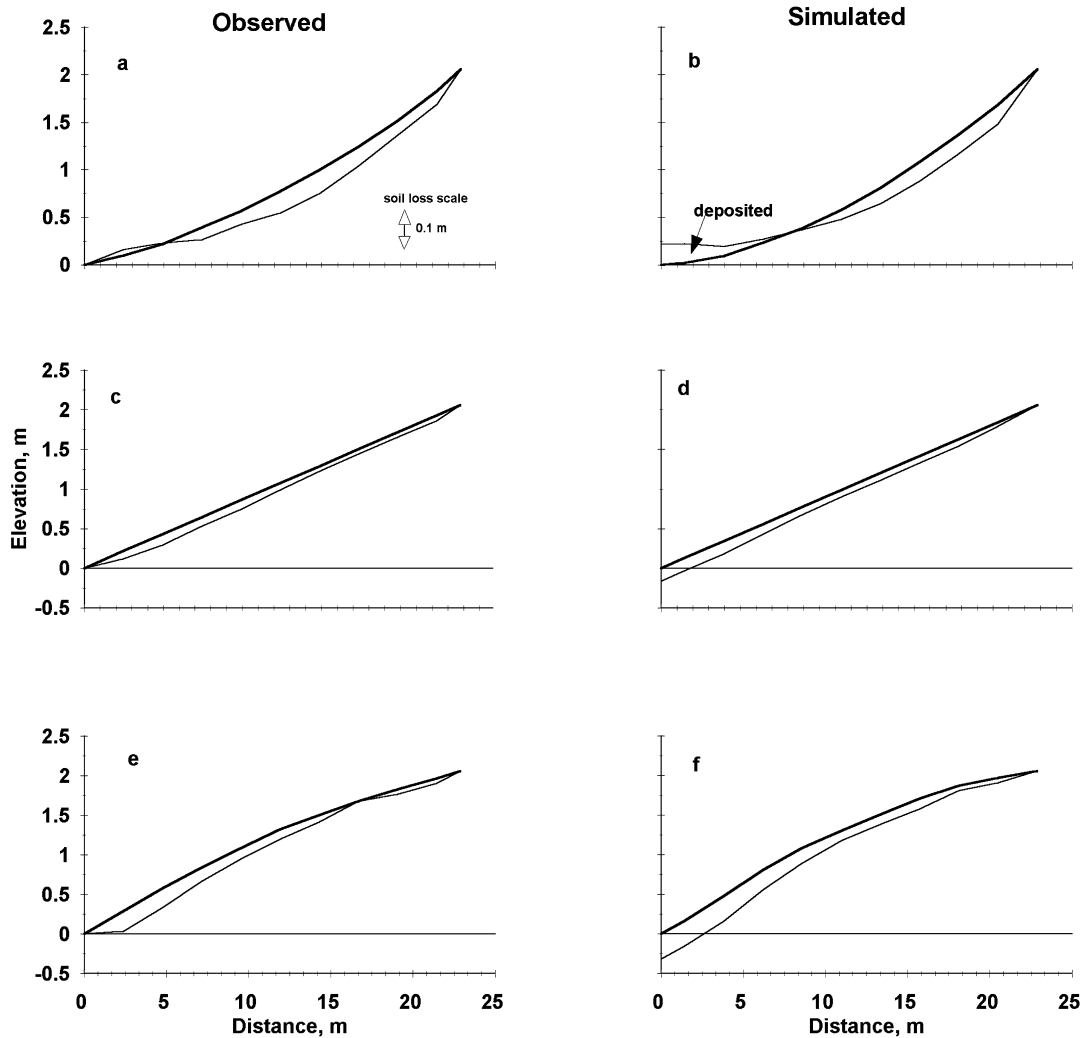 Observed
Simulated
2.5
2
1.5
1
0.5
0
a
soil loss scale
0.1 m
b
deposited
Elevation, m
2.5
2
1.5
1
0.5
0
-0.5
c
d
2.5
2
1.5
1
0.5
0
-0.5
e
f
0 5 10 15 20 25
Distance, m
0 5 10 15 20 25
Distance, m